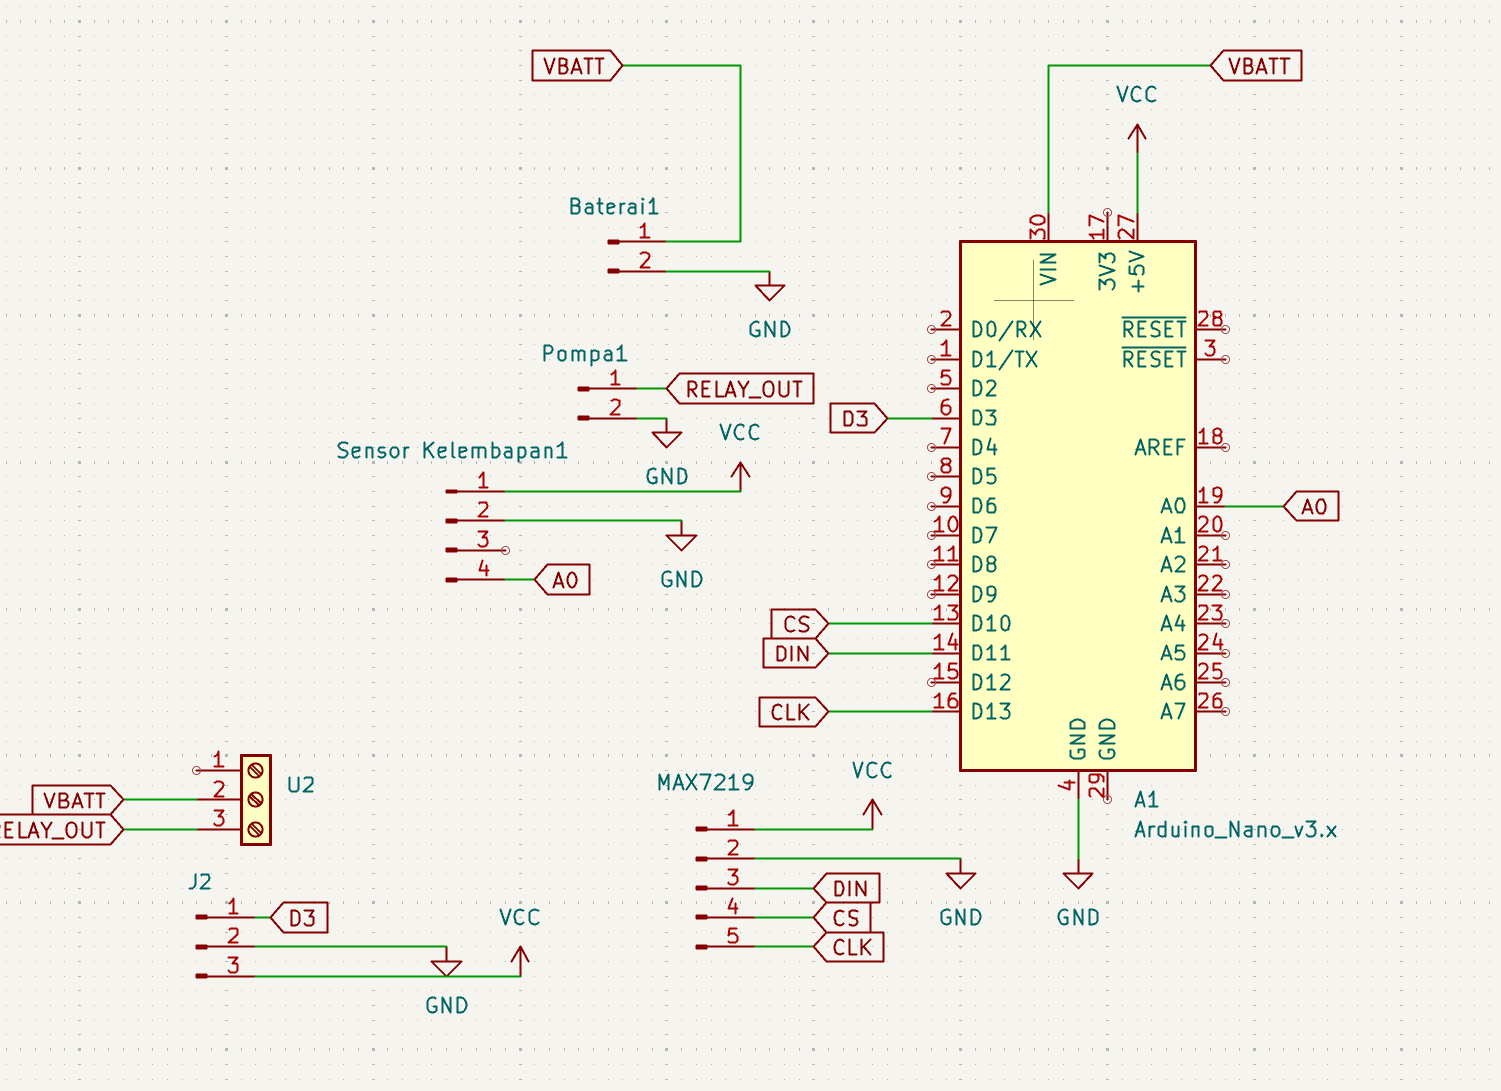 VBATT
VBATT
VCC
Baterai1
1
2
GND
30
17
27
VIN
3V3
+5V
2
D0/RX
1
D1/TX
5
D2
6
D3
7
D4
8
D5
9
D6
10
D7
11
D8
12
D9
13
D10
14
D11
15
D12
16
D13
RESET
28
RESET
3
AREF
18
A0
19
A1
20
A2
21
A3
22
A4
23
A5
24
A6
25
A7
26
GND
GND
4
29
A1
Arduino_Nano_v3.x
GND
A0
D3
CS
DIN
CLK
Pompa1
1
2
RELAY_OUT
GND
VCC
Sensor Kelembapan1
1
2
3
4
GND
A0
U2
1
2
3
VBATT
ELAY_OUT
J2
1
2
3
D3
GND
VCC
MAX7219
1
2
3
4
5
VCC
GND
DIN
CS
CLK